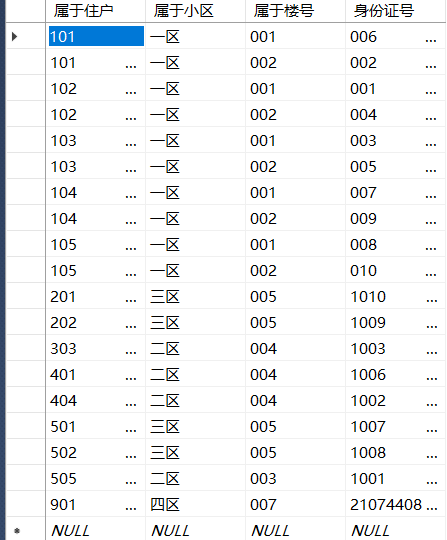 属于住户 属于小区 属于楼号 身份证号
101 一区 001 006 ...
101 ... 一区 002 002 ...
102 ... 一区 001 001 ...
102 ... 一区 002 004 ...
103 ... 一区 001 003 ...
103 ... 一区 002 005 ...
104 ... 一区 001 007 ...
104 ... 一区 002 009 ...
105 ... 一区 001 008 ...
105 ... 一区 002 010 ...
201 ... 三区 005 1010 ...
202 ... 三区 005 1009 ...
303 ... 二区 004 1003 ...
401 ... 二区 004 1006 ...
404 ... 二区 004 1002 ...
501 ... 三区 005 1007 ...
502 ... 三区 005 1008 ...
505 ... 二区 003 1001 ...
901 ... 四区 007 21074408 ...
NULL NULL NULL NULL